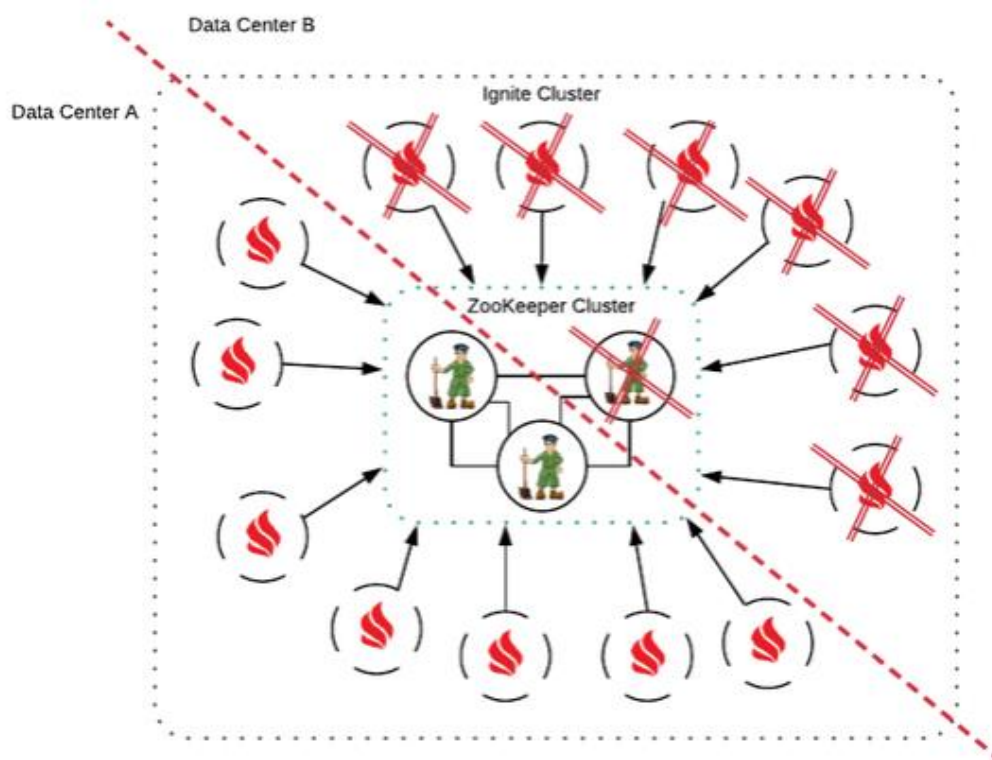 Data Center B
Data Center A
Ignite Cluster
ZooKeeper Cluster